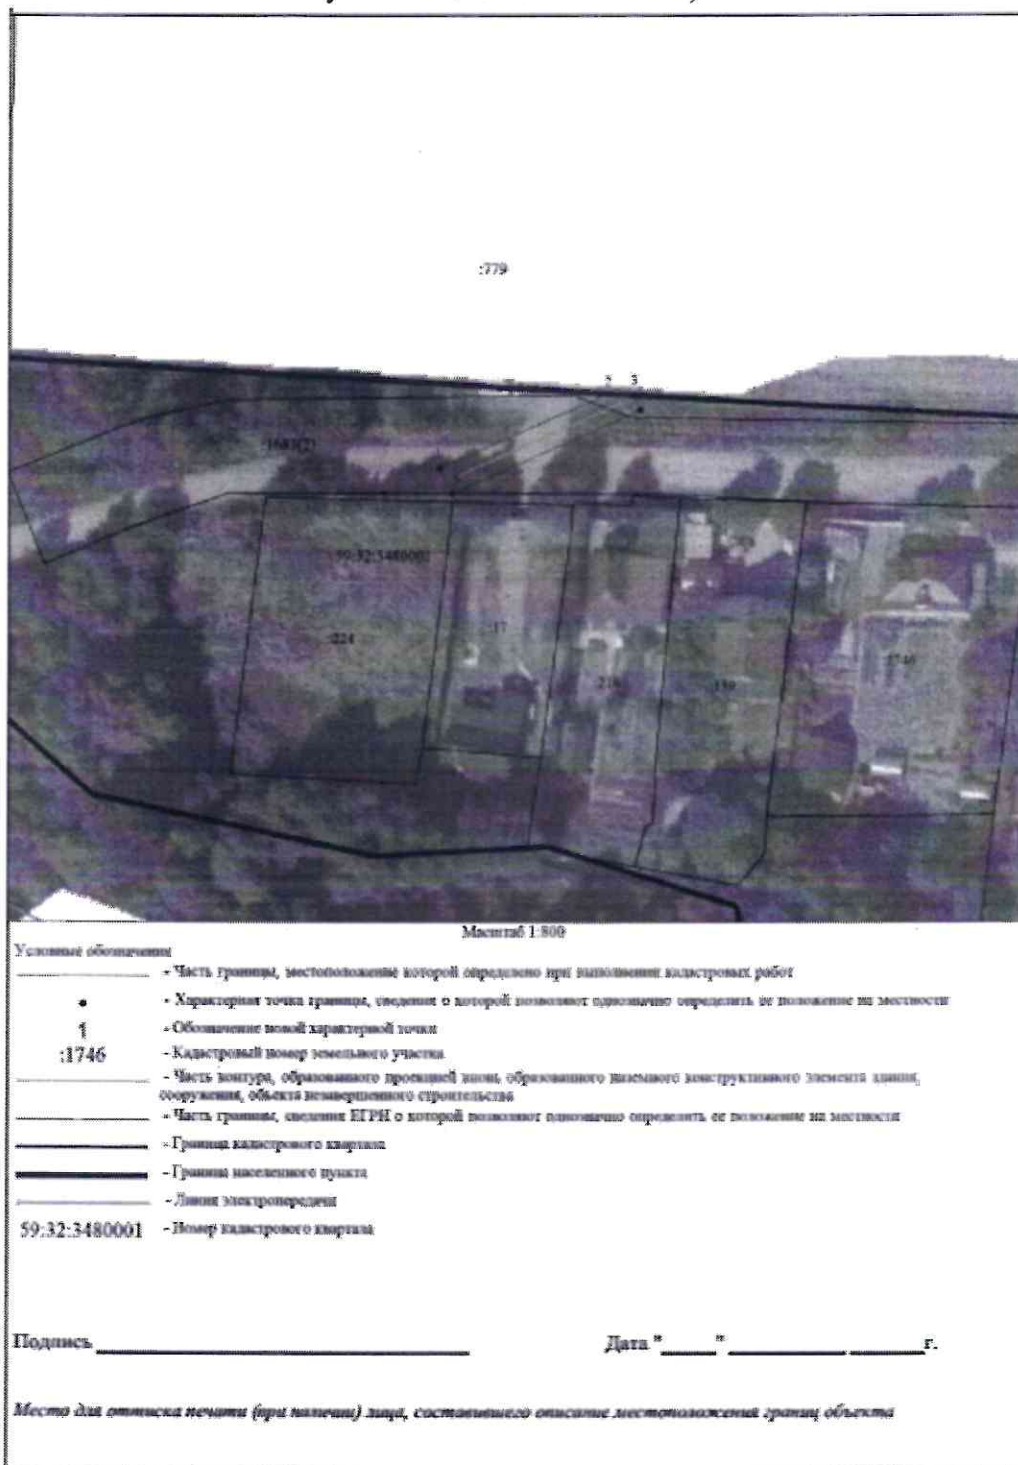 :779
2 3
:1681(2)
59:32:3480001
:224
:17
:218
:159
:1746
Масштаб 1:800
Условные обозначения
- Часть границы, местоположение которой определено при выполнении кадастровых работ
- Характерная точка границы, сведения о которой позволяют однозначно определить ее положение на местности
1 - Обозначение новой характерной точки
:1746 - Кадастровый номер земельного участка
- Часть контура, образованного проекцией вновь образованного наземного конструктивного элемента здания,
сооружения, объекта незавершенного строительства
- Часть границы, сведения ЕГРН о которой позволяют однозначно определить ее положение на местности
- Граница кадастрового квартала
- Граница населенного пункта
- Линия электропередачи
59:32:3480001 - Номер кадастрового квартала
Подпись Дата " " г.
Место для оттиска печати (при наличии) лица, составившего описание местоположения границ объекта